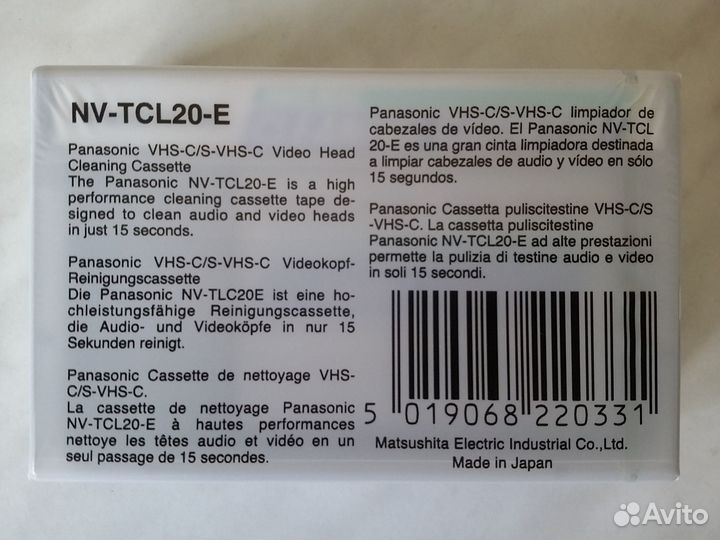 NV-TCL20-E
Panasonic VHS-C/S-VHS-C Video Head
Cleaning Cassette
The Panasonic NV-TCL20-E is a high
performance cleaning cassette tape de-
signed to clean audio and video heads
in just 15 seconds.
Panasonic VHS-C/S-VHS-C Videokopf-
Reinigungscassette
Die Panasonic NV-TLC20E ist eine ho-
chleistungsfähige Reinigungscassette,
die Audio- und Videoköpfe in nur 15
Sekunden reinigt.
Panasonic Cassette de nettoyage VHS-
C/S-VHS-C.
La cassette de nettoyage Panasonic
NV-TCL20-E à hautes performances
nettoye les têtes audio et vidéo en un
seul passage de 15 secondes.
Panasonic VHS-C/S-VHS-C limpiador de
cabezales de vídeo. El Panasonic NV-TCL
20-E es una gran cinta limpiadora destinada
a limpiar cabezales de audio y vídeo en sólo
15 segundos.
Panasonic Cassetta puliscitestine VHS-C/S
-VHS-C. La cassetta puliscitestine
Panasonic NV-TCL20-E ad alte prestazioni
permette la pulizia di testine audio e video
in soli 15 secondi.
5 019068 220331
Matsushita Electric Industrial Co.,Ltd.
Made in Japan
Avito